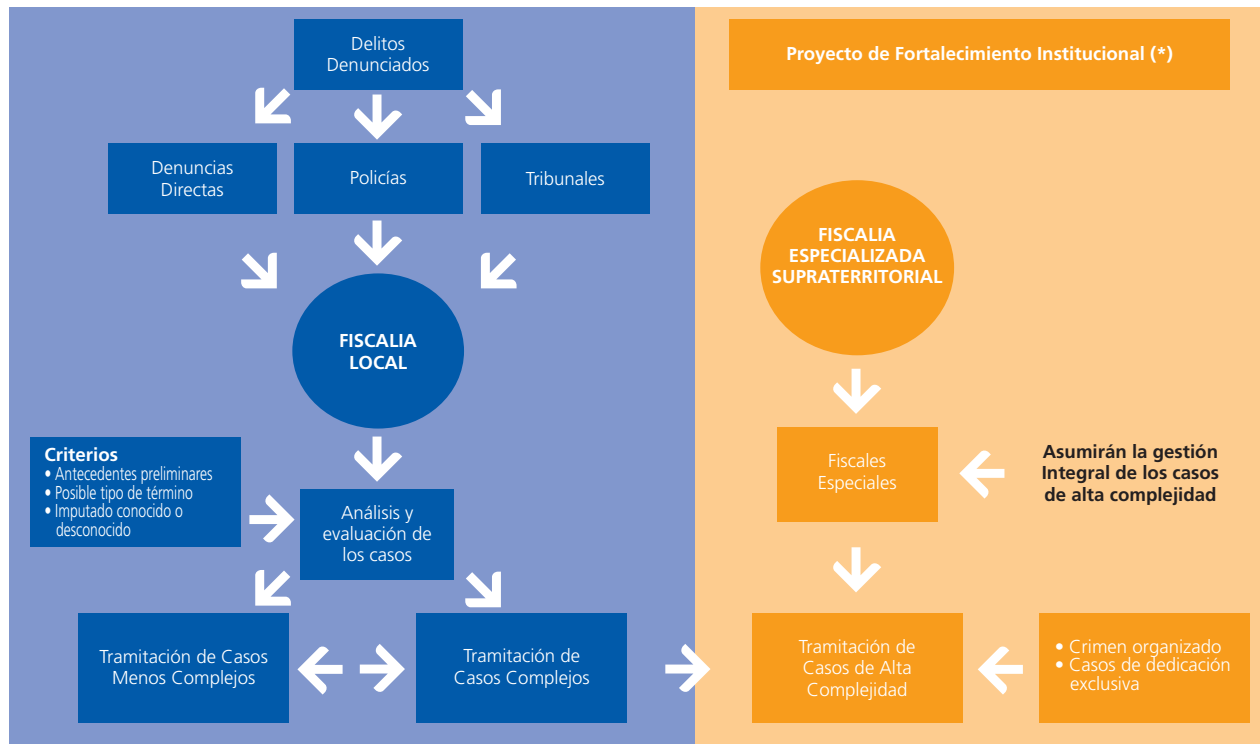 Delitos
Denunciados
Denuncias
Directas
Policías
Tribunales
FISCALIA
LOCAL
Criterios
• Antecedentes preliminares
• Posible tipo de término
• Imputado conocido o
desconocido
Análisis y
evaluación de
los casos
Tramitación de Casos
Menos Complejos
Tramitación de
Casos Complejos
Proyecto de Fortalecimiento Institucional (*)
FISCALIA
ESPECIALIZADA
SUPRATERRITORIAL
Fiscales
Especiales
Asumirán la gestión
Integral de los casos
de alta complejidad
Tramitación de
Casos de Alta
Complejidad
• Crimen organizado
• Casos de dedicación
exclusiva